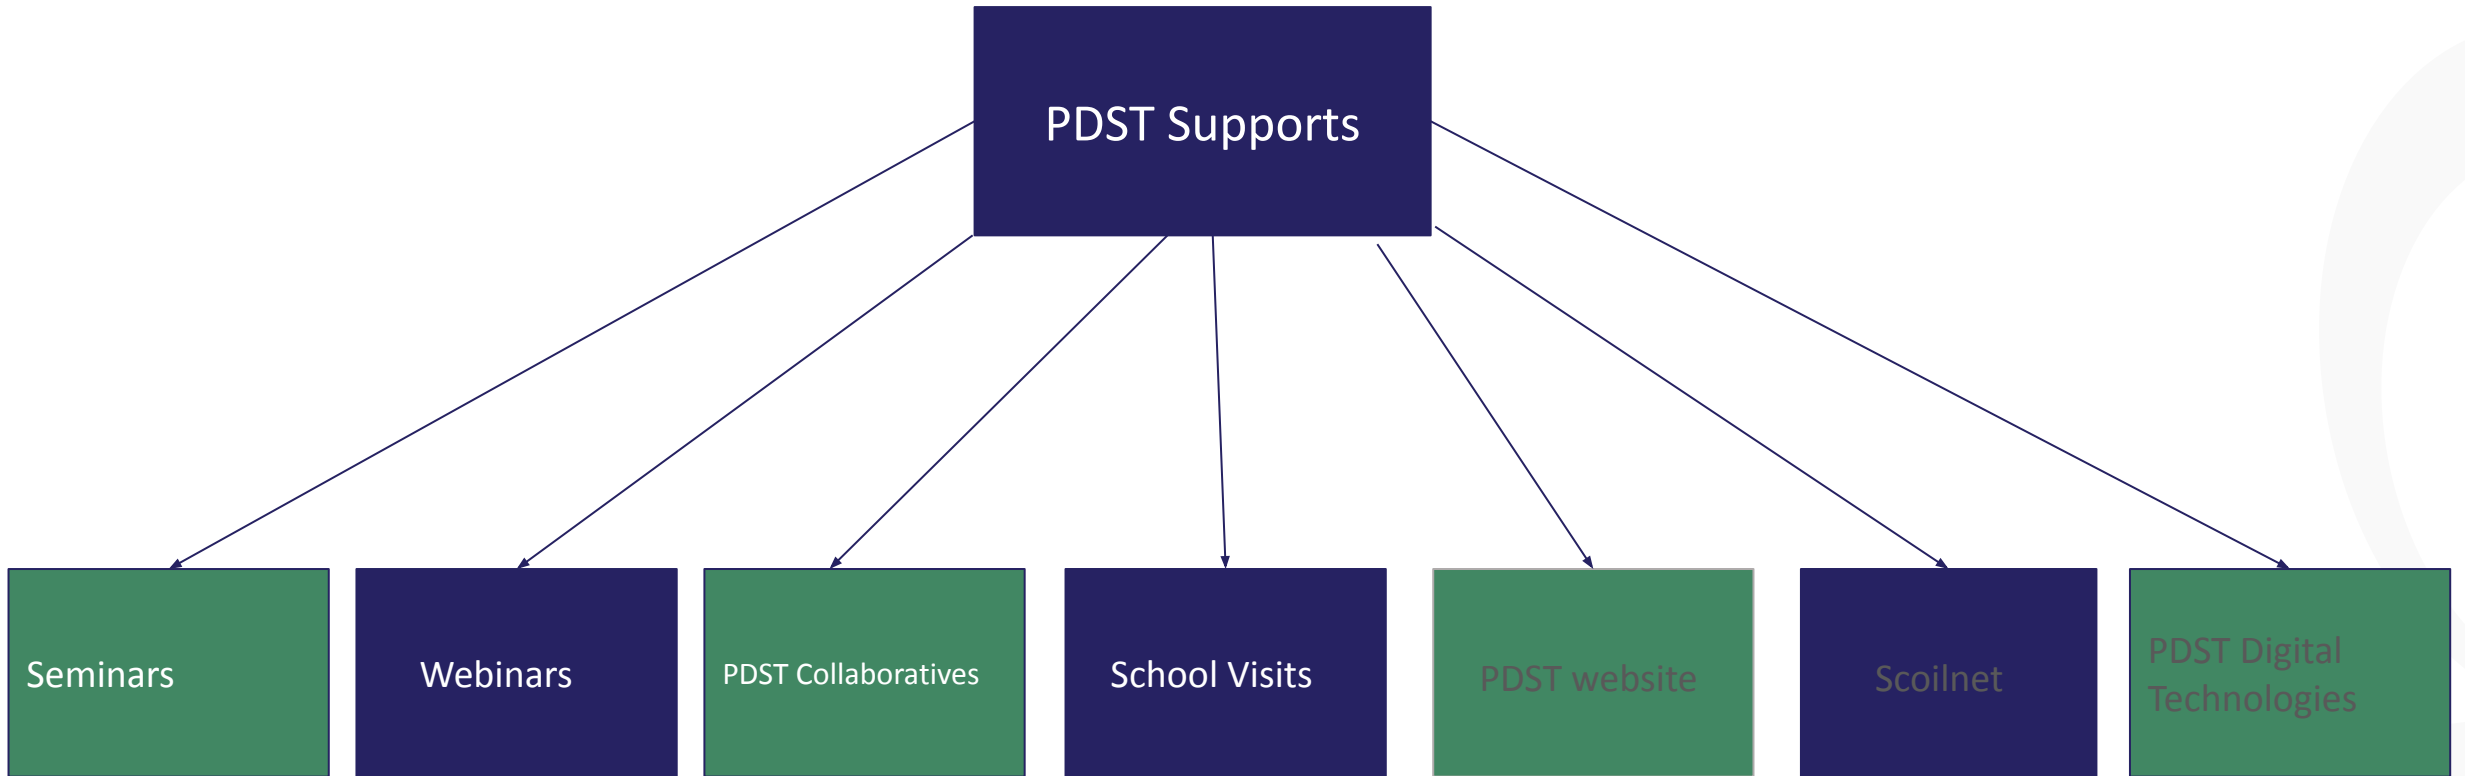 PDST Supports
Seminars
Webinars
PDST Collaboratives
School Visits
PDST website
Scoilnet
PDST Digital
Technologies